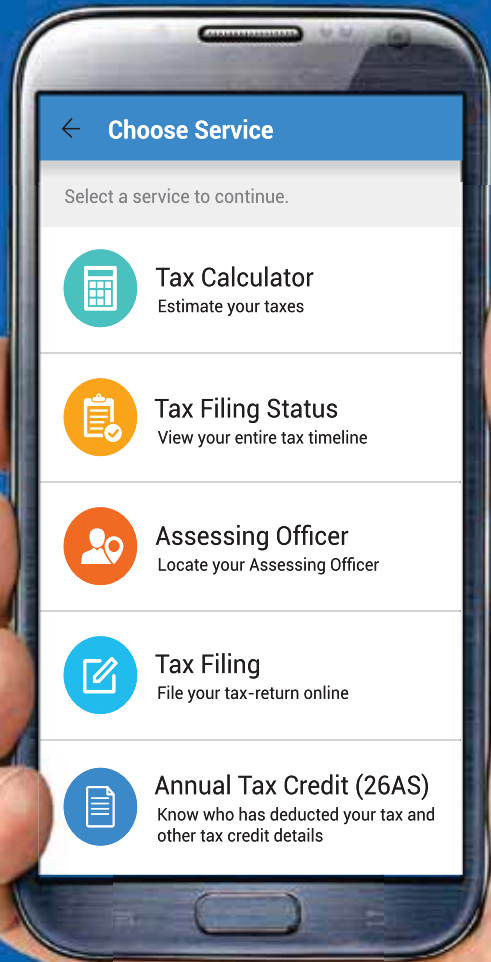 Choose Service
Select a service to continue.
Tax Calculator
Estimate your taxes
Tax Filing Status
View your entire tax timeline
Assessing Officer
Locate your Assessing Officer
Tax Filing
File your tax-return online
Annual Tax Credit (26AS)
Know who has deducted your tax and
other tax credit details